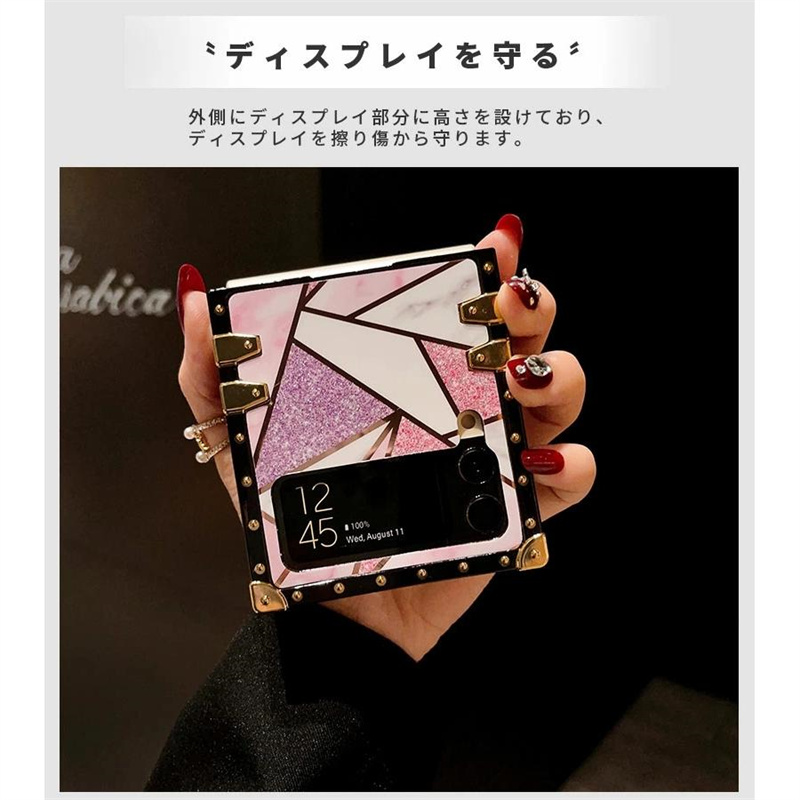 〝ディスプレイを守る〞
外側にディスプレイ部分に高さを設けており、
ディスプレイを擦り傷から守ります。
a
sabica
12
45
100%
Wed, August 11